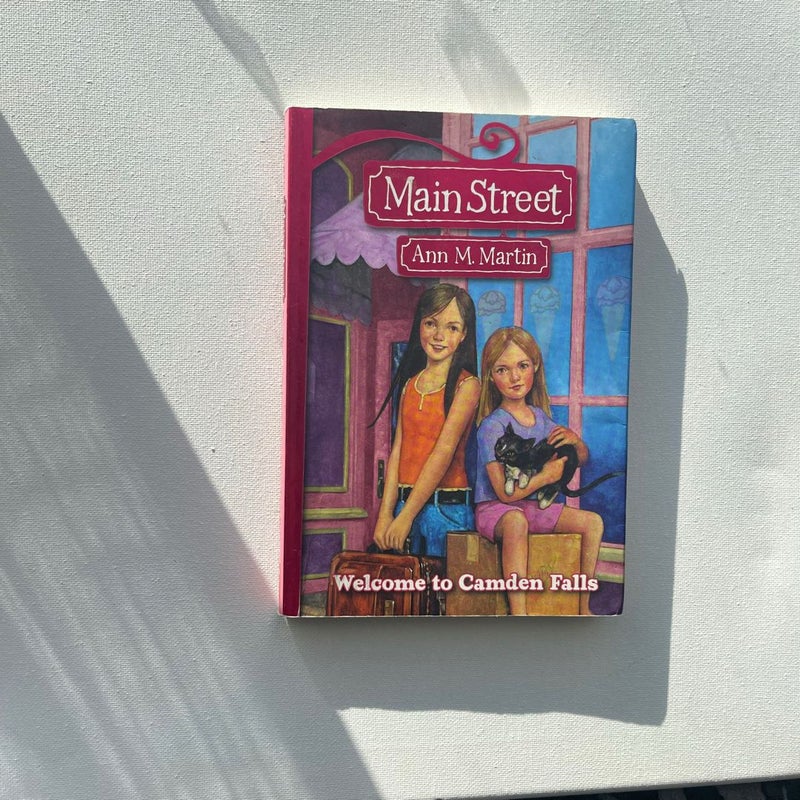 Main Street
Ann M. Martin
Welcome to Camden Falls